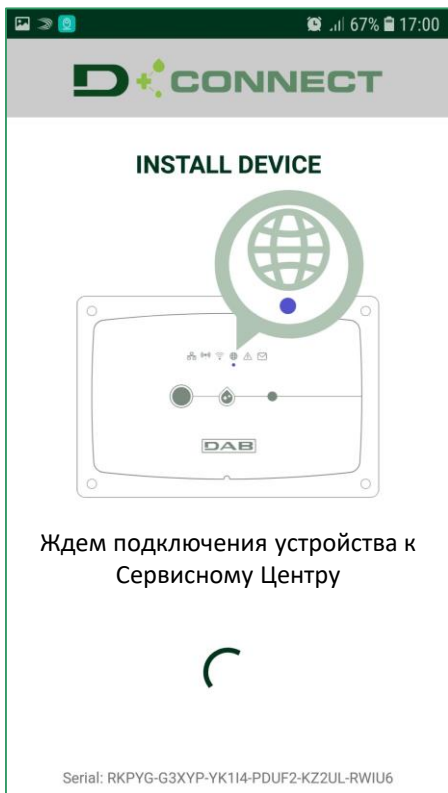 67% 17:00
D CONNECT
INSTALL DEVICE
DAB
Ждем подключения устройства к
Сервисному Центру
Serial: RKPYG-G3XYP-YK1I4-PDUF2-KZ2UL-RWIU6